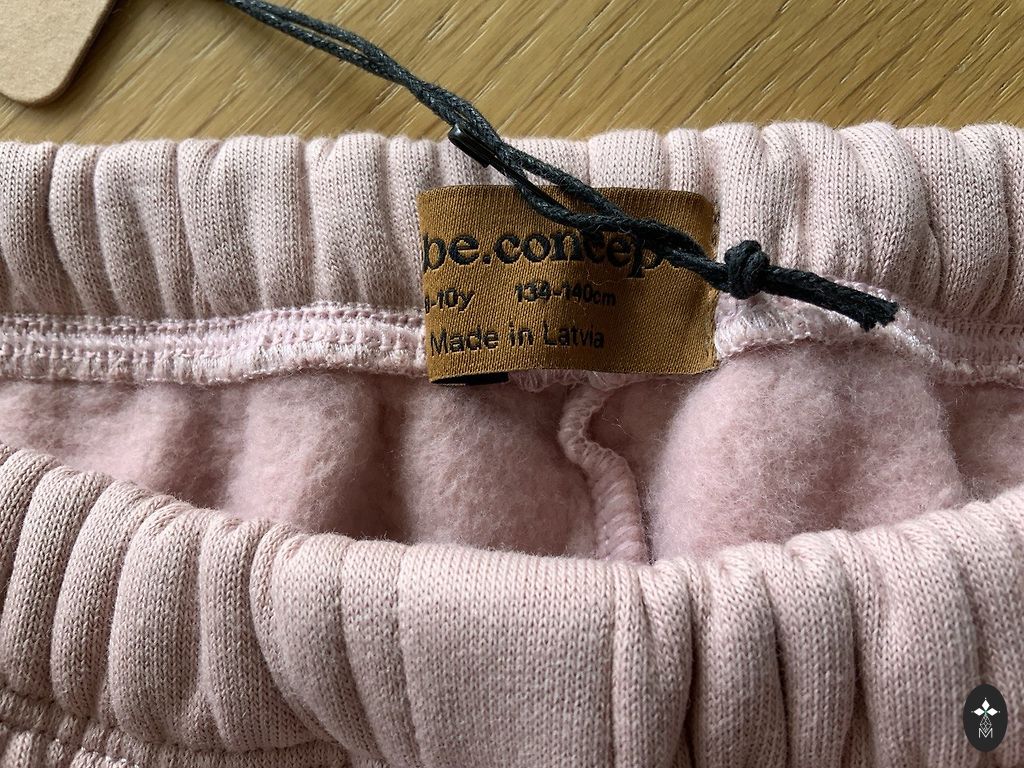 be.concep
-10y 134-140cm
Made in Latvia
M